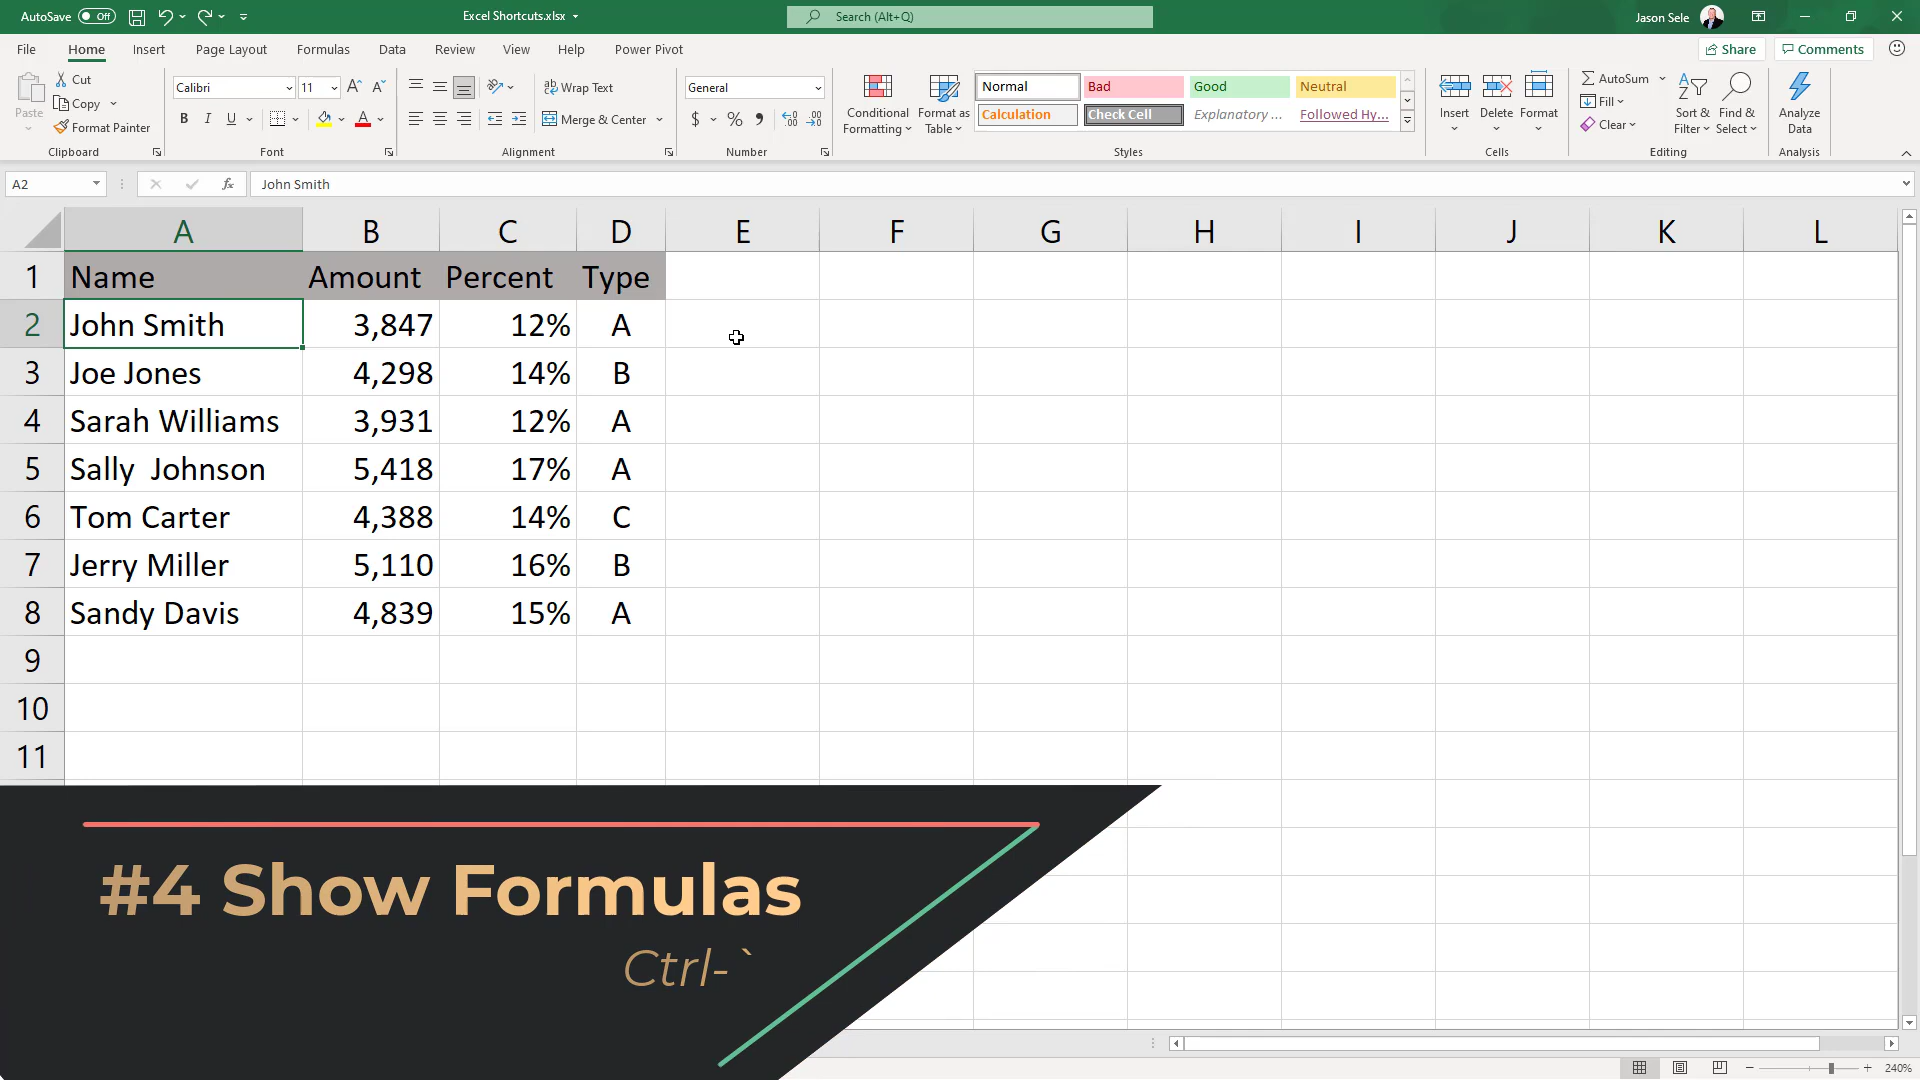 AutoSave Off Excel Shortcuts.xlsx Search (Alt+Q) Jason Sele
File Home Insert Page Layout Formulas Data Review View Help Power Pivot Share Comments
Paste
Cut
Copy
Format Painter
Clipboard
Calibri 11
B I U
Font
Wrap Text
Merge & Center
Alignment
General
$ % 9
Number
Conditional
Formatting
Format as
Table
Normal Bad Good Neutral
Calculation Check Cell Explanatory ... Followed Hy...
Styles
Insert Delete Format
Cells
AutoSum
Fill
Clear
Sort &
Filter
Find &
Select
Editing
Analyze
Data
Analysis
A2 fx John Smith
A B C D E F G H I J K L
1 Name Amount Percent Type
2 John Smith 3,847 12% A
3 Joe Jones 4,298 14% B
4 Sarah Williams 3,931 12% A
5 Sally  Johnson 5,418 17% A
6 Tom Carter 4,388 14% C
7 Jerry Miller 5,110 16% B
8 Sandy Davis 4,839 15% A
9
10
11
#4 Show Formulas
Ctrl-`
240%